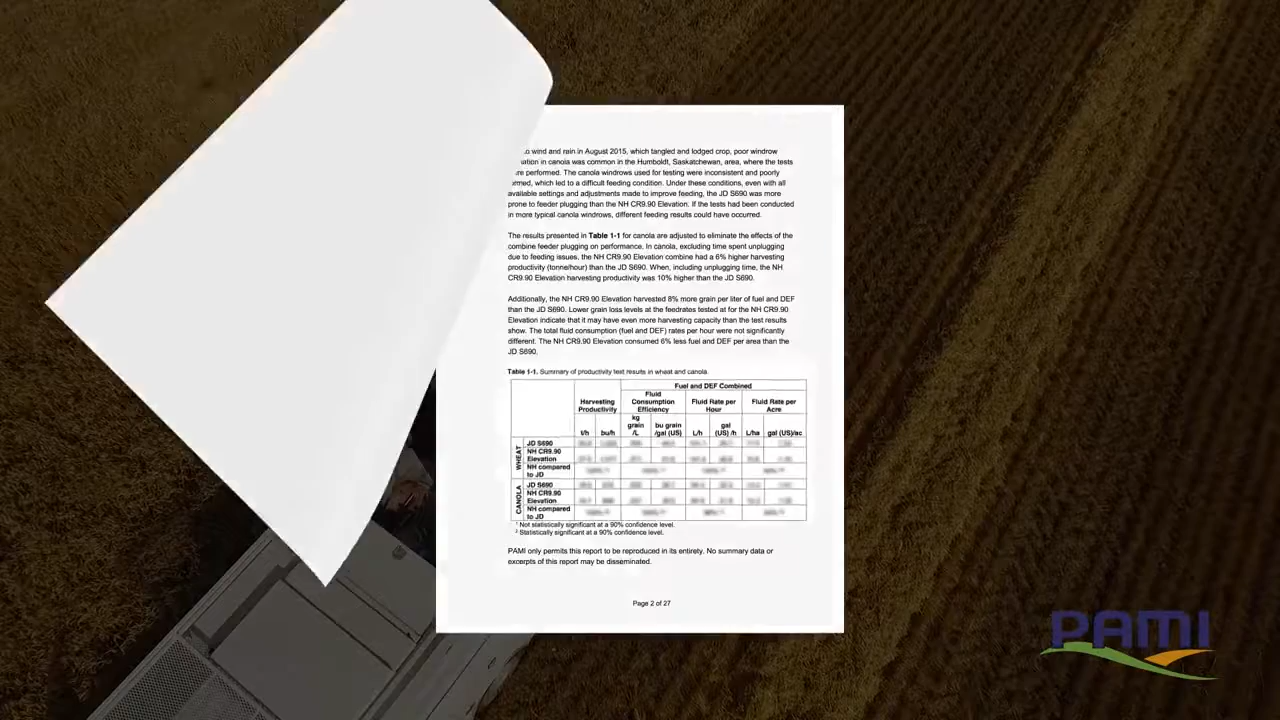 wind and rain in August 2015, which tangled and lodged crop, poor windrow
in canola was common in the Humboldt, Saskatchewan, area, where the tests
performed. The canola windrows used for testing were inconsistent and poorly
which led to a difficult feeding condition. Under these conditions, even with all
available settings and adjustments made to improve feeding, the JD S690 was more
prone to feeder plugging than the NH CR9.90 Elevation. If the tests had been conducted
in more typical canola windrows, different feeding results could have occurred.
The results presented in Table 1-1 for canola are adjusted to eliminate the effects of the
combine feeder plugging on performance. In canola, excluding time spent unplugging
due to feeding issues, the NH CR9.90 Elevation combine had a 6% higher harvesting
productivity (tonne/hour) than the JD S690. When, including unplugging time, the NH
CR9.90 Elevation harvesting productivity was 10% higher than the JD S690.
Additionally, the NH CR9.90 Elevation harvested 8% more grain per liter of fuel and DEF
than the JD S690. Lower grain loss levels at the feedrates tested at for the NH CR9.90
Elevation indicate that it may have even more harvesting capacity than the test results
show. The total fluid consumption (fuel and DEF) rates per hour were not significantly
different. The NH CR9.90 Elevation consumed 6% less fuel and DEF per area than the
JD S690.
Table 1-1. Summary of productivity test results in wheat and canola.
Fuel and DEF Combined
Harvesting Productivity
Fluid Consumption Efficiency
Fluid Rate per Hour
Fluid Rate per Acre
t/h bu/h kg grain /L bu grain /gal (US) L/h gal (US) /h L/ha gal (US)/ac
WHEAT
JD S690
NH CR9.90 Elevation
NH compared to JD
CANOLA
JD S690
NH CR9.90 Elevation
NH compared to JD
¹ Not statistically significant at a 90% confidence level.
² Statistically significant at a 90% confidence level.
PAMI only permits this report to be reproduced in its entirety. No summary data or
excerpts of this report may be disseminated.
Page 2 of 27
PAMI